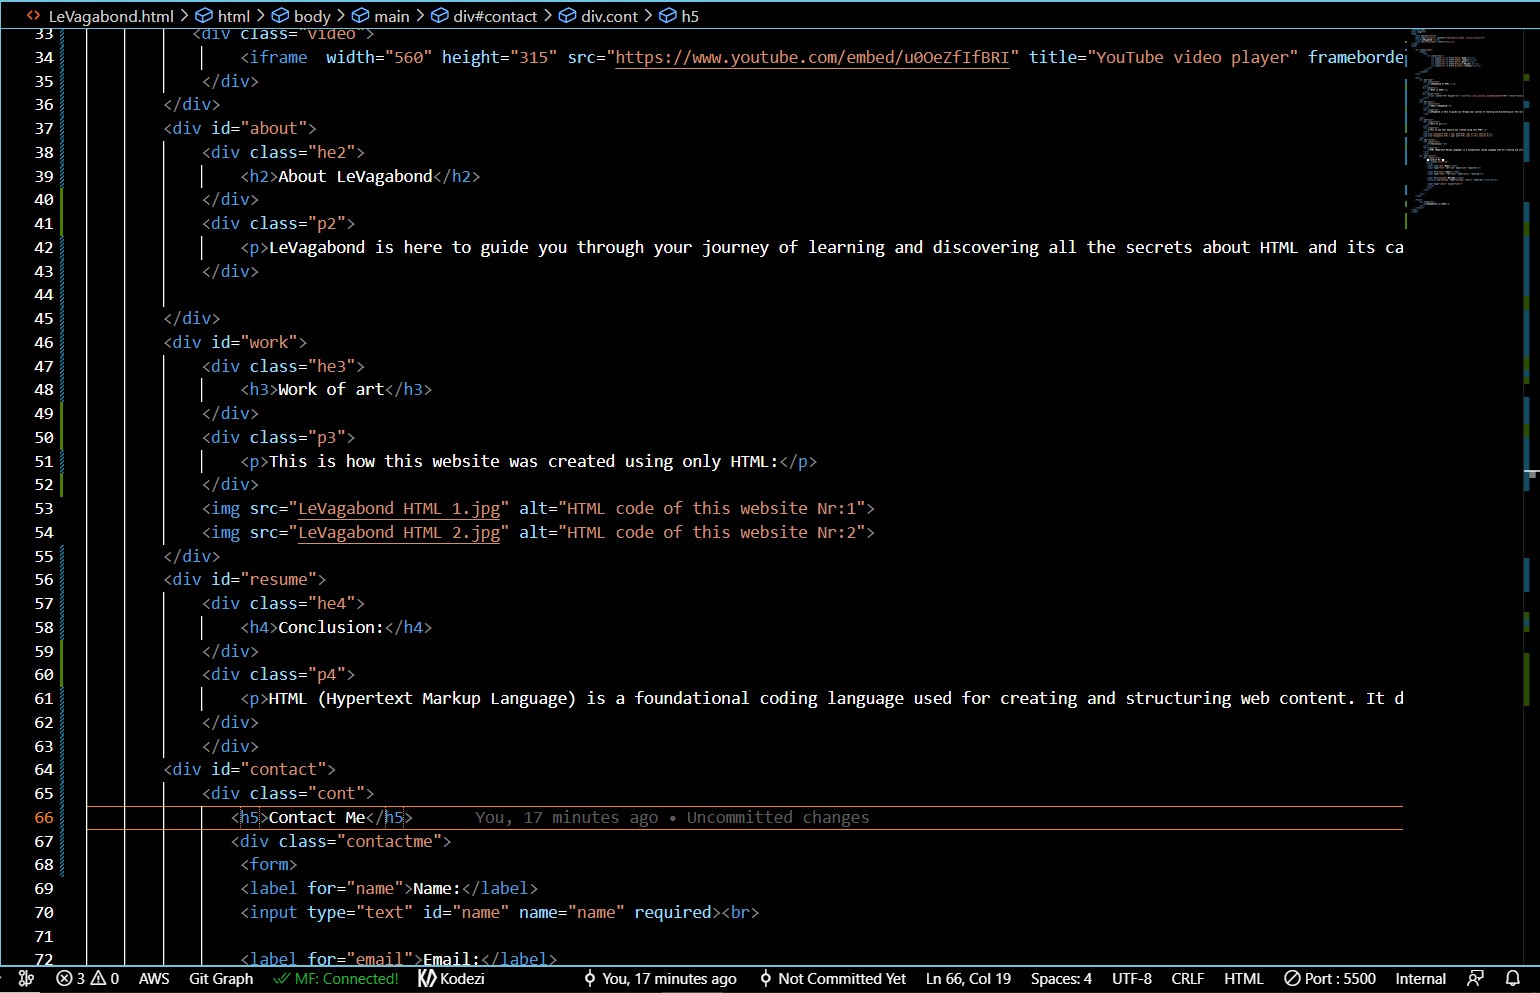 <> LeVagabond.html > html > body > main > div#contact > div.cont > h5
33 <div class="video">
34 <iframe  width="560" height="315" src="https://www.youtube.com/embed/u0OeZfIfBRI" title="YouTube video player" frameborde
35 </div>
36 </div>
37 <div id="about">
38 <div class="he2">
39 <h2>About LeVagabond</h2>
40 </div>
41 <div class="p2">
42 <p>LeVagabond is here to guide you through your journey of learning and discovering all the secrets about HTML and its ca
43 </div>
44
45 </div>
46 <div id="work">
47 <div class="he3">
48 <h3>Work of art</h3>
49 </div>
50 <div class="p3">
51 <p>This is how this website was created using only HTML:</p>
52 </div>
53 <img src="LeVagabond HTML 1.jpg" alt="HTML code of this website Nr:1">
54 <img src="LeVagabond HTML 2.jpg" alt="HTML code of this website Nr:2">
55 </div>
56 <div id="resume">
57 <div class="he4">
58 <h4>Conclusion:</h4>
59 </div>
60 <div class="p4">
61 <p>HTML (Hypertext Markup Language) is a foundational coding language used for creating and structuring web content. It d
62 </div>
63 </div>
64 <div id="contact">
65 <div class="cont">
66 <h5>Contact Me</h5> You, 17 minutes ago • Uncommitted changes
67 <div class="contactme">
68 <form>
69 <label for="name">Name:</label>
70 <input type="text" id="name" name="name" required><br>
71
72 <label for="email">Email:</label>
3 0 AWS Git Graph MF: Connected! Kodezi You, 17 minutes ago Not Committed Yet Ln 66, Col 19 Spaces: 4 UTF-8 CRLF HTML Port : 5500 Internal